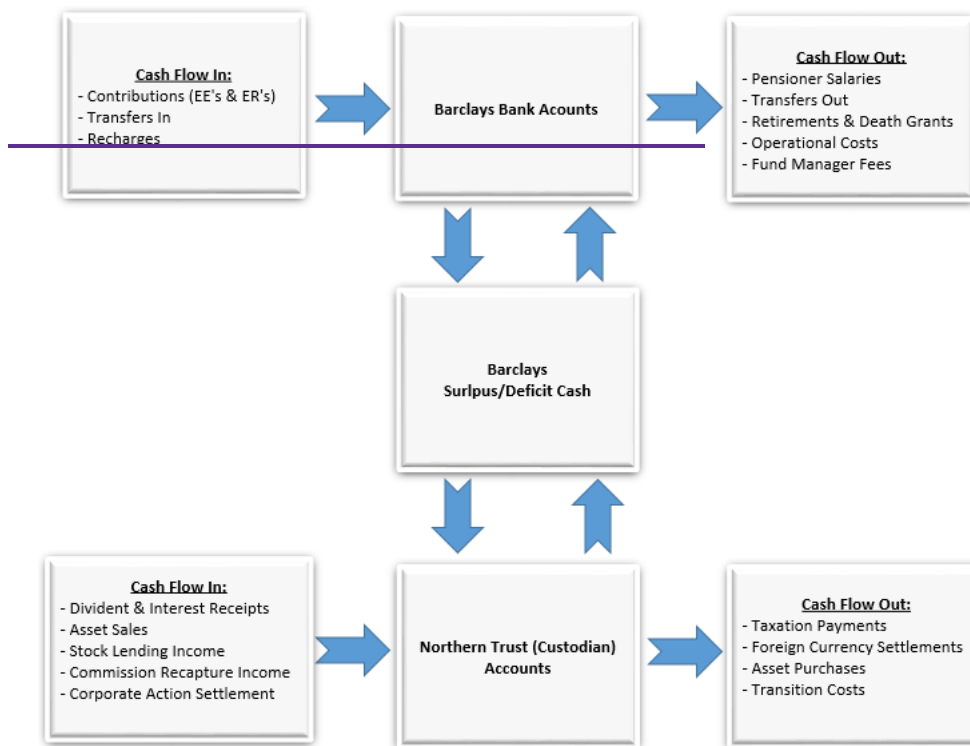 Cash Flow In:
- Contributions (EE's & ER's)
- Transfers In
- Recharges
Barclays Bank Acounts
Cash Flow Out:
- Pensioner Salaries
- Transfers Out
- Retirements & Death Grants
- Operational Costs
- Fund Manager Fees
Barclays
Surlpus/Deficit Cash
Cash Flow In:
- Divident & Interest Receipts
- Asset Sales
- Stock Lending Income
- Commission Recapture Income
- Corporate Action Settlement
Northern Trust (Custodian)
Accounts
Cash Flow Out:
- Taxation Payments
- Foreign Currency Settlements
- Asset Purchases
- Transition Costs